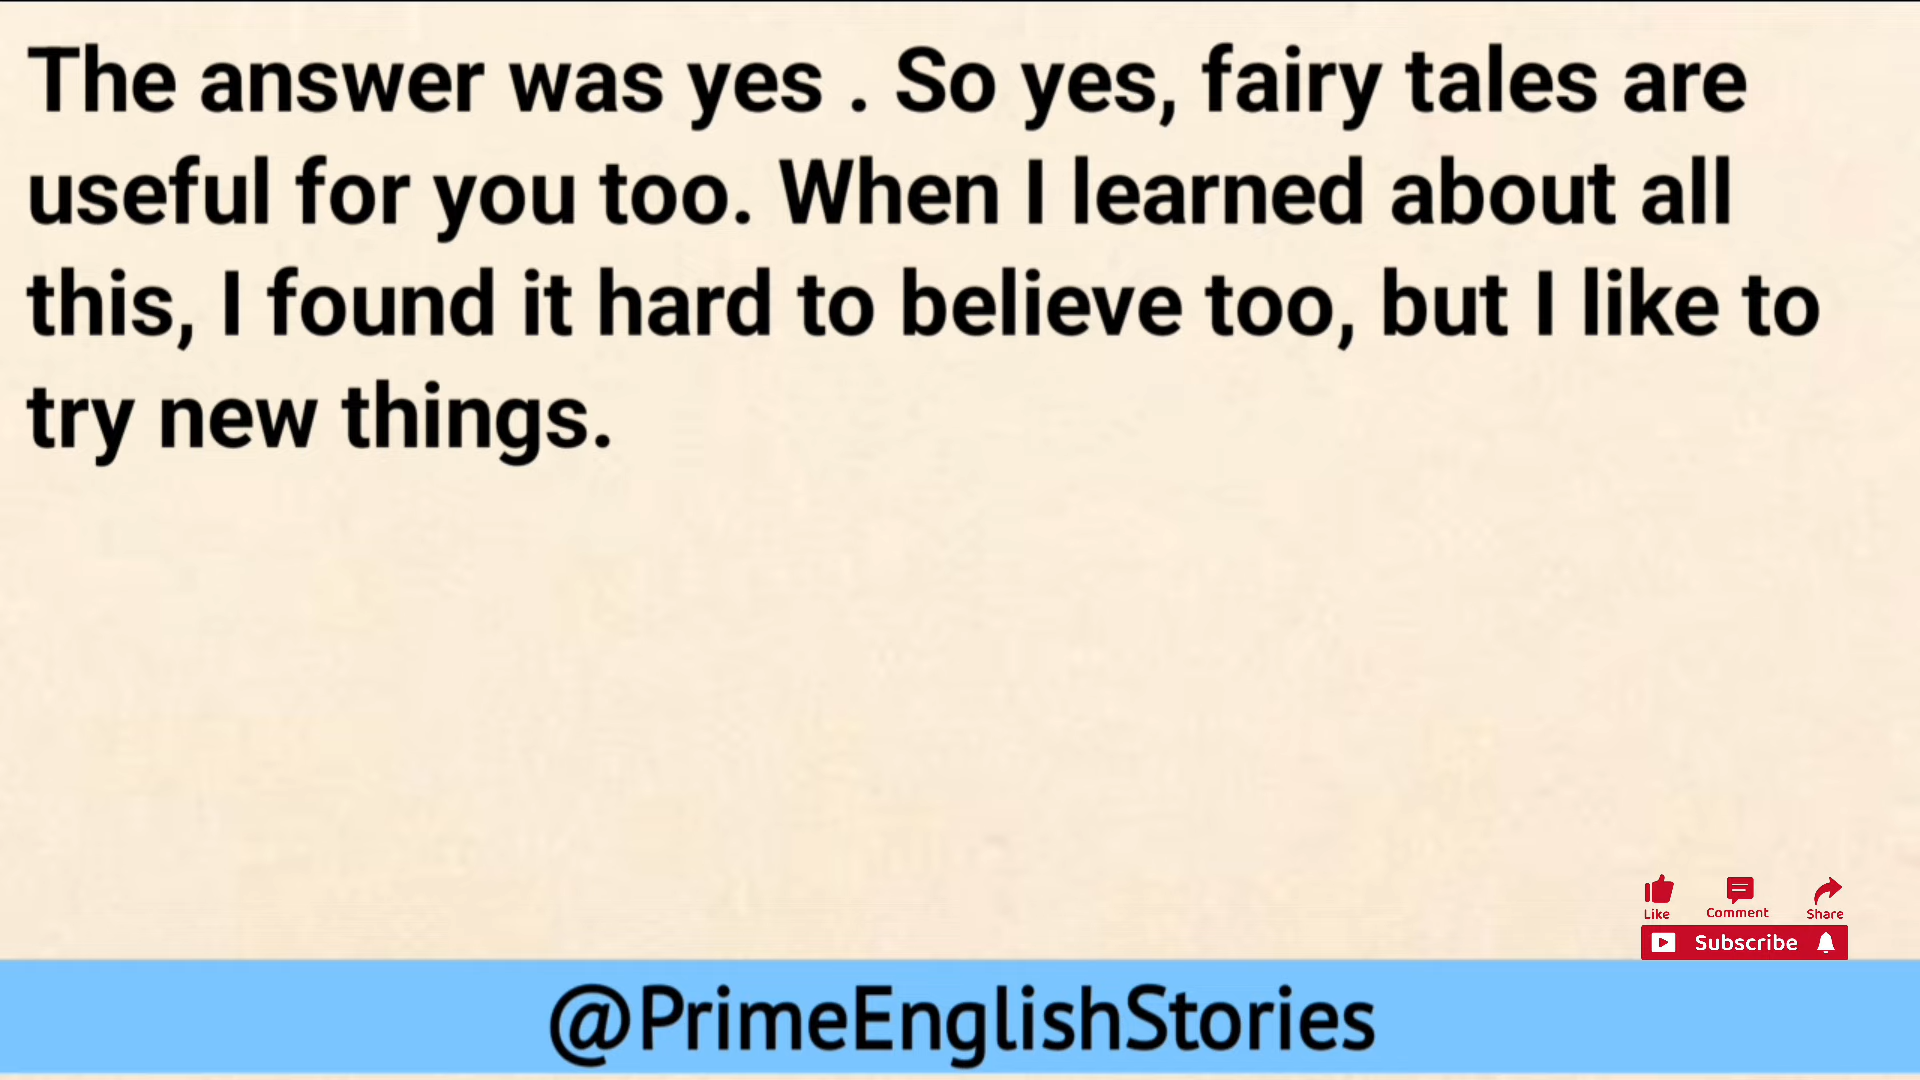 The answer was yes . So yes, fairy tales are
useful for you too. When I learned about all
this, I found it hard to believe too, but I like to
try new things.
Like Comment Share
Subscribe
@PrimeEnglishStories